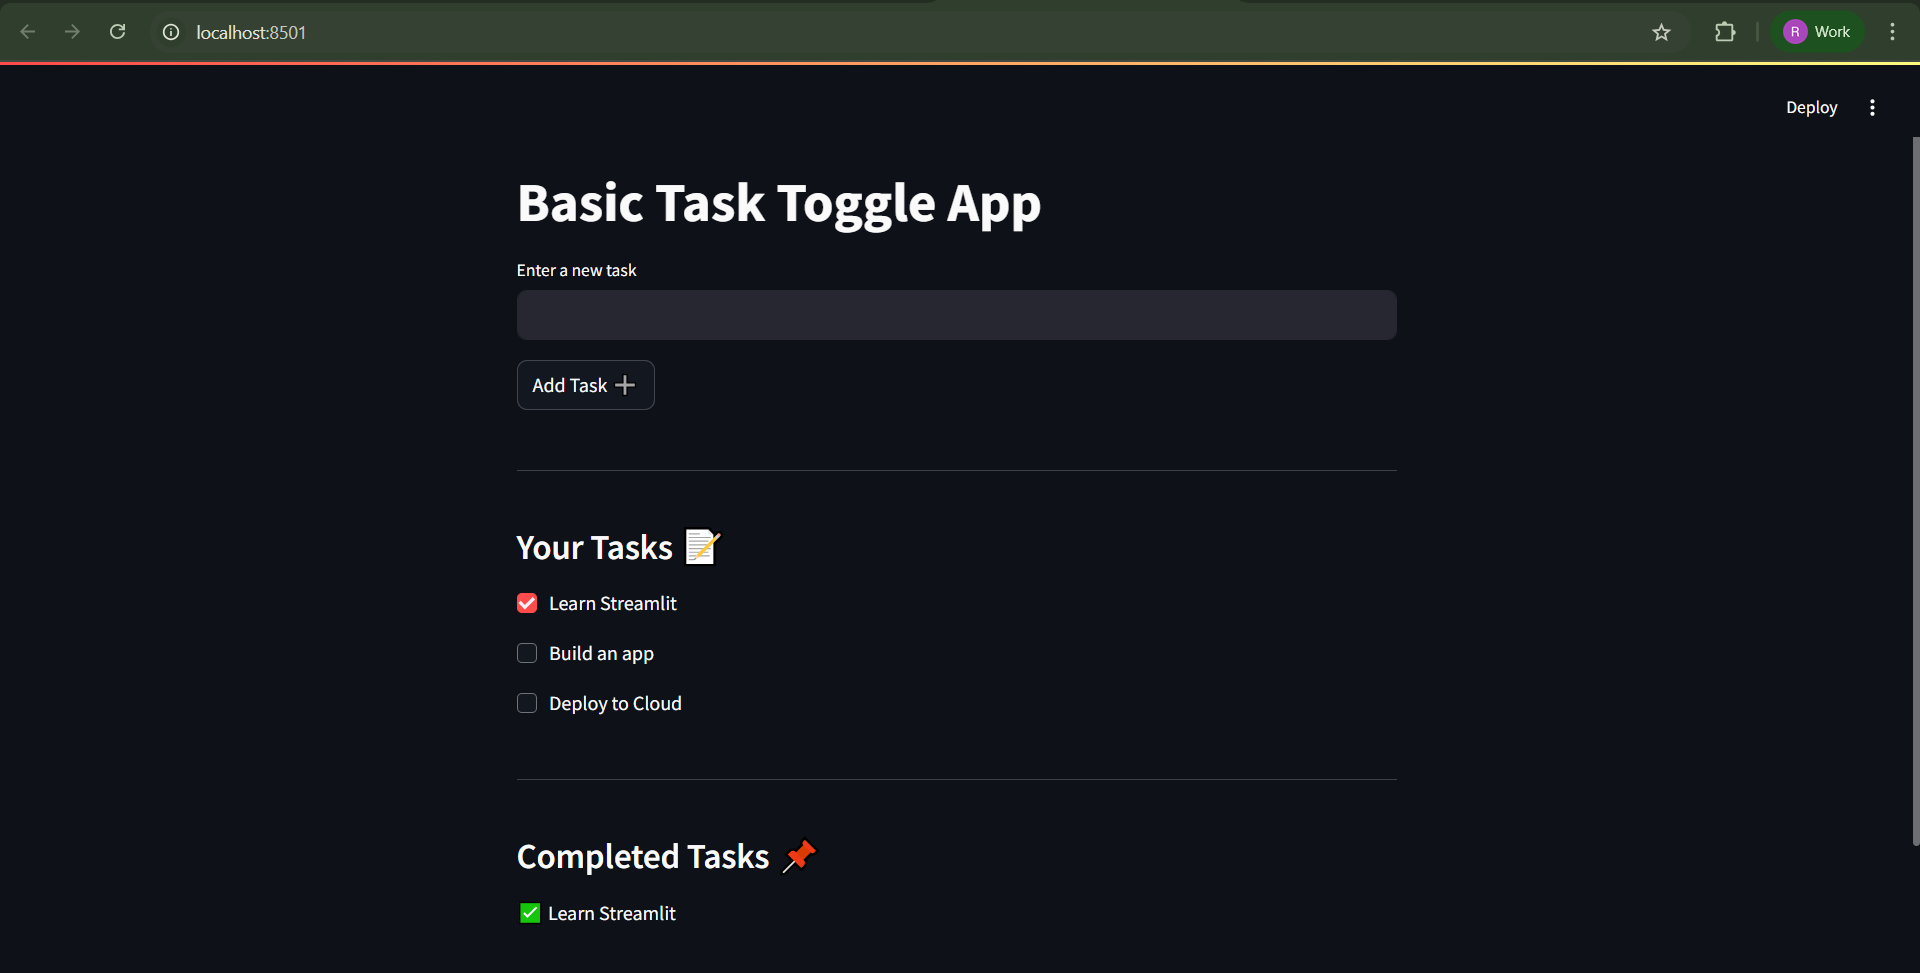 localhost:8501
R Work
Deploy
Basic Task Toggle App
Enter a new task
Add Task ➕
Your Tasks 📝
Learn Streamlit
Build an app
Deploy to Cloud
Completed Tasks 📌
✅ Learn Streamlit